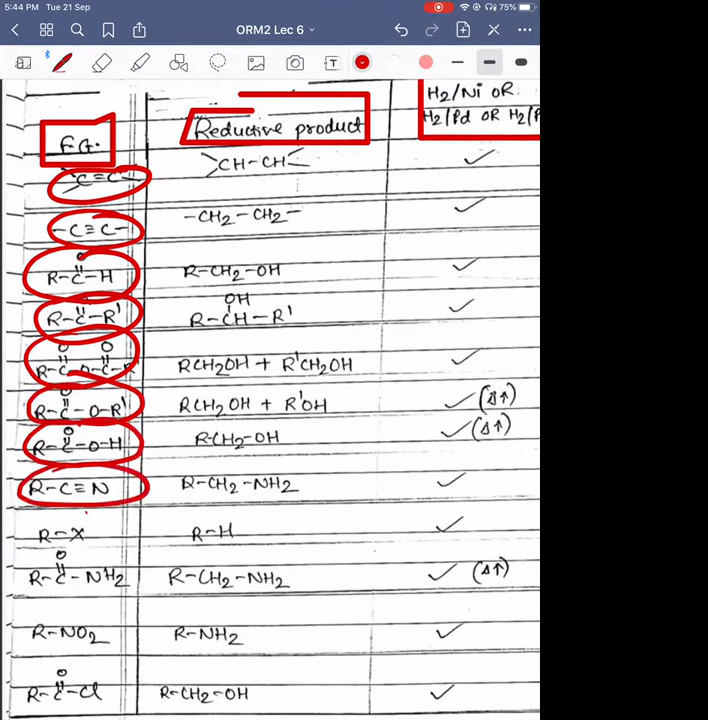 5:44 PM Tue 21 Sep 75%
ORM2 Lec 6
H2/Ni OR
F.G. Reductive product H2/Pd OR H2/P
>C=C< >CH-CH< ✓
-C≡C- -CH2-CH2- ✓
R-C(=O)-H R-CH2-OH ✓
R-C(=O)-R' R-CH(OH)-R' ✓
R-C(=O)-O-C(=O)-R RCH2OH + R'CH2OH ✓
R-C(=O)-O-R' RCH2OH + R'OH ✓ (Δ↑)
R-C(=O)-O-H R-CH2-OH ✓ (Δ↑)
R-C≡N R-CH2-NH2 ✓
R-X R-H ✓
R-C(=O)-NH2 R-CH2-NH2 ✓ (Δ↑)
R-NO2 R-NH2 ✓
R-C(=O)-Cl R-CH2-OH ✓